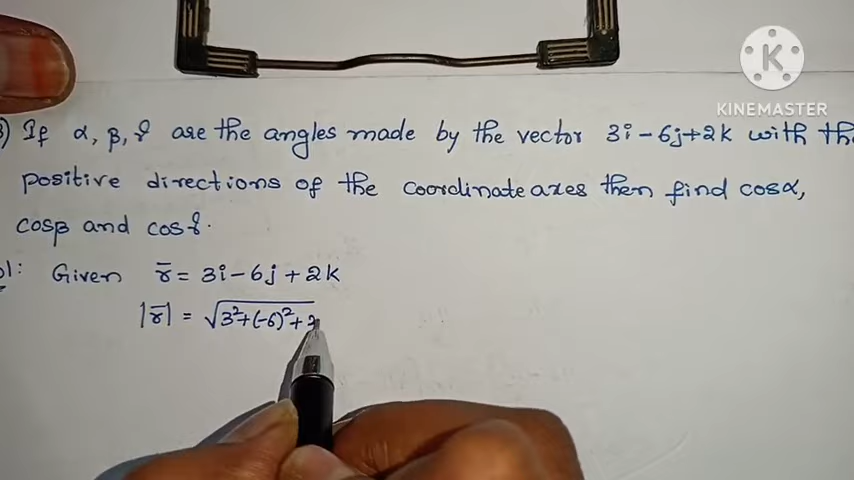 K
KINEMASTER
If α, β, γ are the angles made by the vector 3i - 6j + 2k with the
positive directions of the coordinate axes then find cosα,
cosβ and cosγ.
Given r̄ = 3i - 6j + 2k
|r̄| = √3²+(-6)²+2